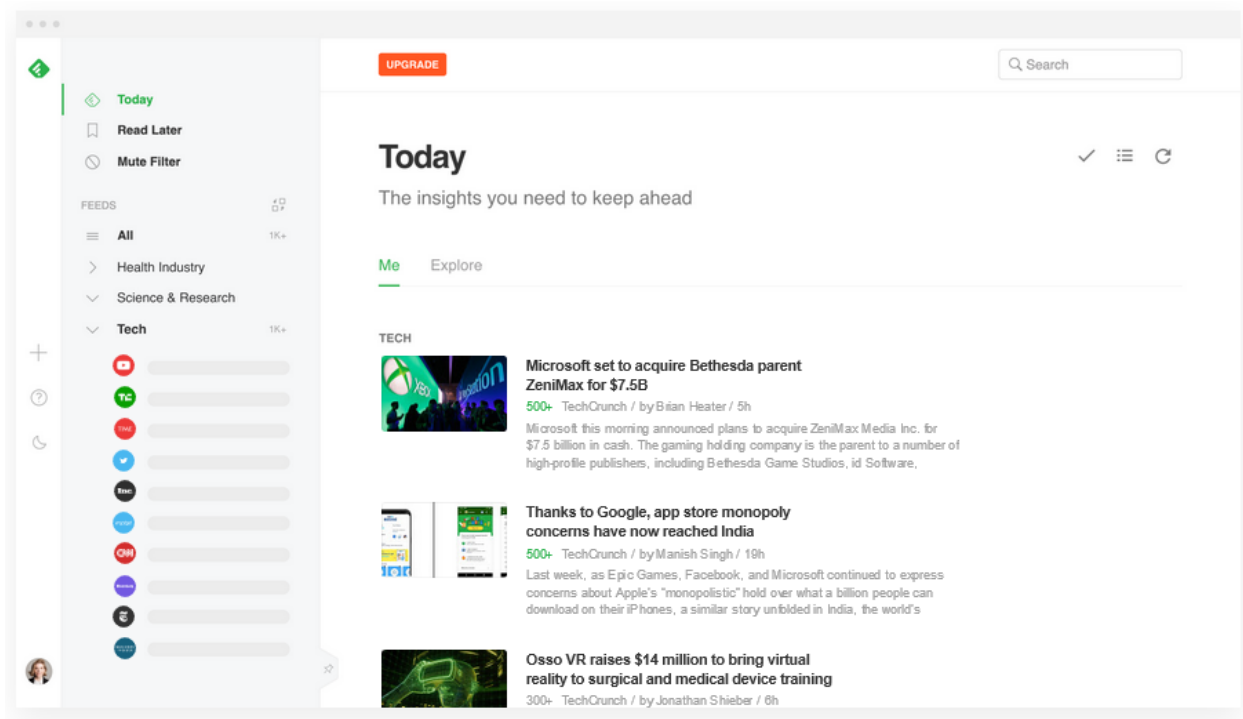 UPGRADE
Search
Today
Read Later
Mute Filter
FEEDS
All 1K+
Health Industry
Science & Research
Tech 1K+
TC
TIME
Inc.
CNN
Today
The insights you need to keep ahead
Me Explore
TECH
Microsoft set to acquire Bethesda parent
ZeniMax for $7.5B
500+ TechCrunch / by Brian Heater / 5h
Microsoft this morning announced plans to acquire ZeniMax Media Inc. for
$7.5 billion in cash. The gaming holding company is the parent to a number of
high-profile publishers, including Bethesda Game Studios, id Software,
XBOX
Thanks to Google, app store monopoly
concerns have now reached India
500+ TechCrunch / by Manish Singh / 19h
Last week, as Epic Games, Facebook, and Microsoft continued to express
concerns about Apple's "monopolistic" hold over what a billion people can
download on their iPhones, a similar story unfolded in India, the world's
Osso VR raises $14 million to bring virtual
reality to surgical and medical device training
300+ TechCrunch / by Jonathan Shieber / 6h